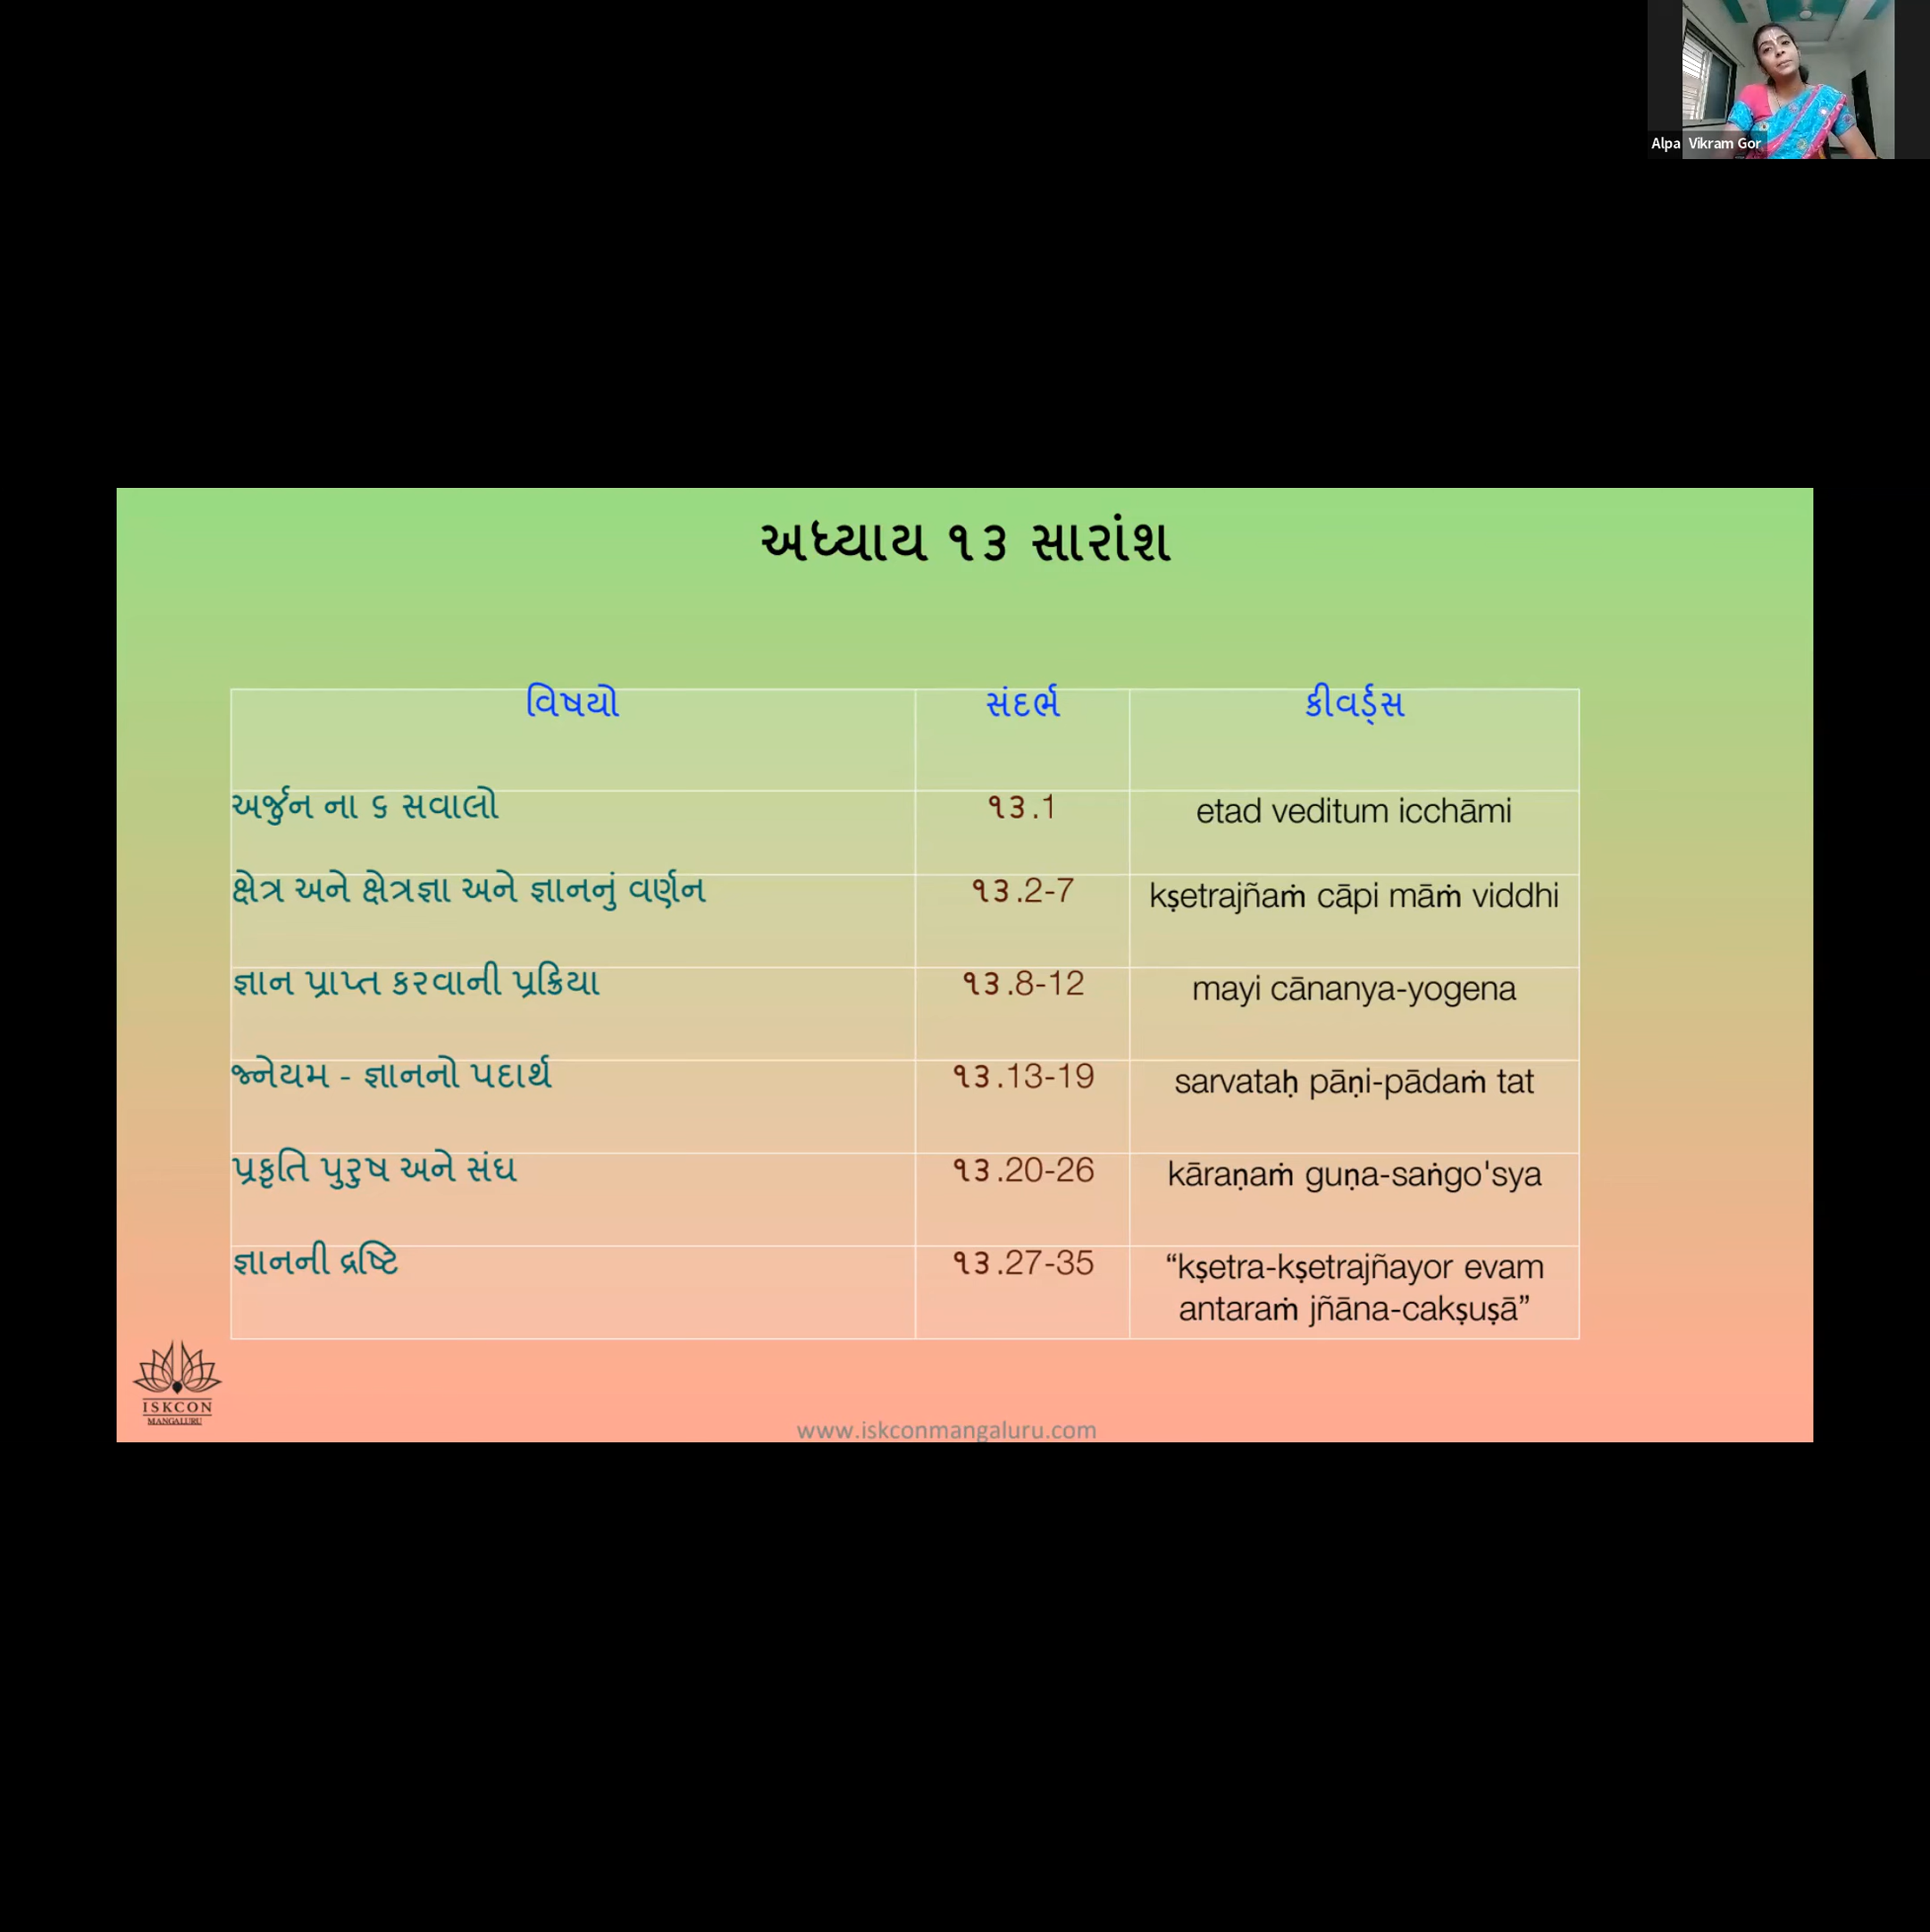 Alpa Vikram Gor
અધ્યાય ૧૩ સારાંશ
વિષયો સંદર્ભ કીવર્ડ્સ
અર્જુન ના ૬ સવાલો ૧૩.1 etad veditum icchāmi
ક્ષેત્ર અને ક્ષેત્રજ્ઞા અને જ્ઞાનનું વર્ણન ૧૩.2-7 kṣetrajñaṁ cāpi māṁ viddhi
જ્ઞાન પ્રાપ્ત કરવાની પ્રક્રિયા ૧૩.8-12 mayi cānanya-yogena
જ્નેયમ - જ્ઞાનનો પદાર્થ ૧૩.13-19 sarvataḥ pāṇi-pādaṁ tat
પ્રકૃતિ પુરુષ અને સંઘ ૧૩.20-26 kāraṇaṁ guṇa-saṅgo'sya
જ્ઞાનની દ્રષ્ટિ ૧૩.27-35 “kṣetra-kṣetrajñayor evam
antaraṁ jñāna-cakṣuṣā”
ISKCON
MANGALURU
www.iskconmangaluru.com